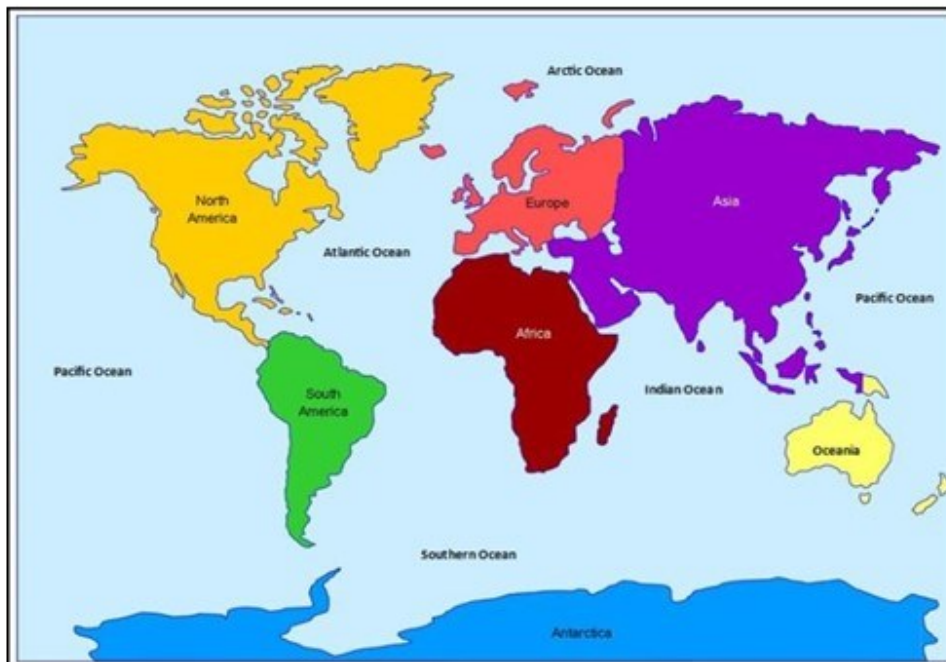 Arctic Ocean
North
America
Europe
Asia
Atlantic Ocean
Pacific Ocean
Africa
Pacific Ocean
Indian Ocean
South
America
Oceania
Southern Ocean
Antarctica